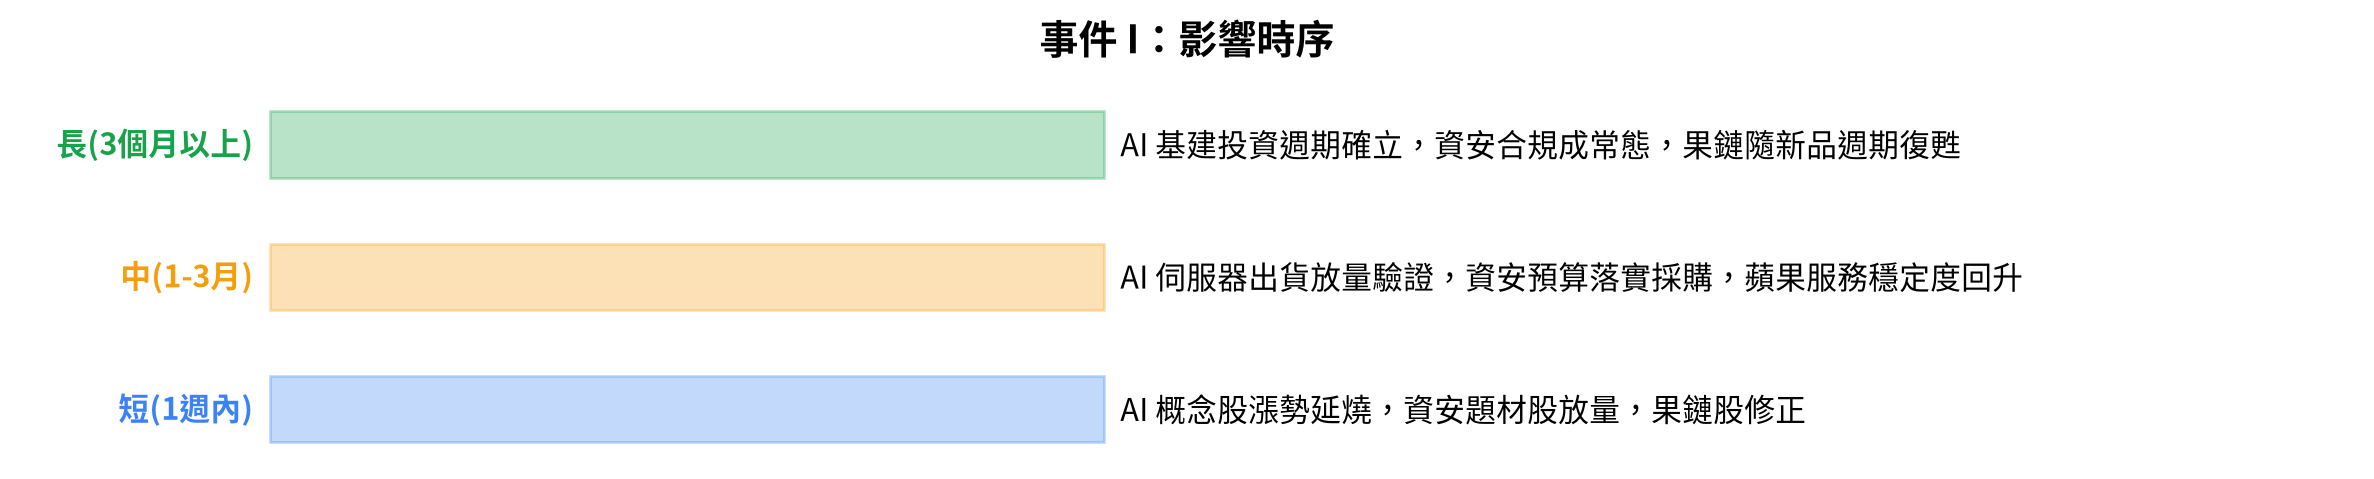 事件 I：影響時序
長(3個月以上)
AI 基建投資週期確立，資安合規成常態，果鏈隨新品週期復甦
中(1-3月)
AI 伺服器出貨放量驗證，資安預算落實採購，蘋果服務穩定度回升
短(1週內)
AI 概念股漲勢延燒，資安題材股放量，果鏈股修正